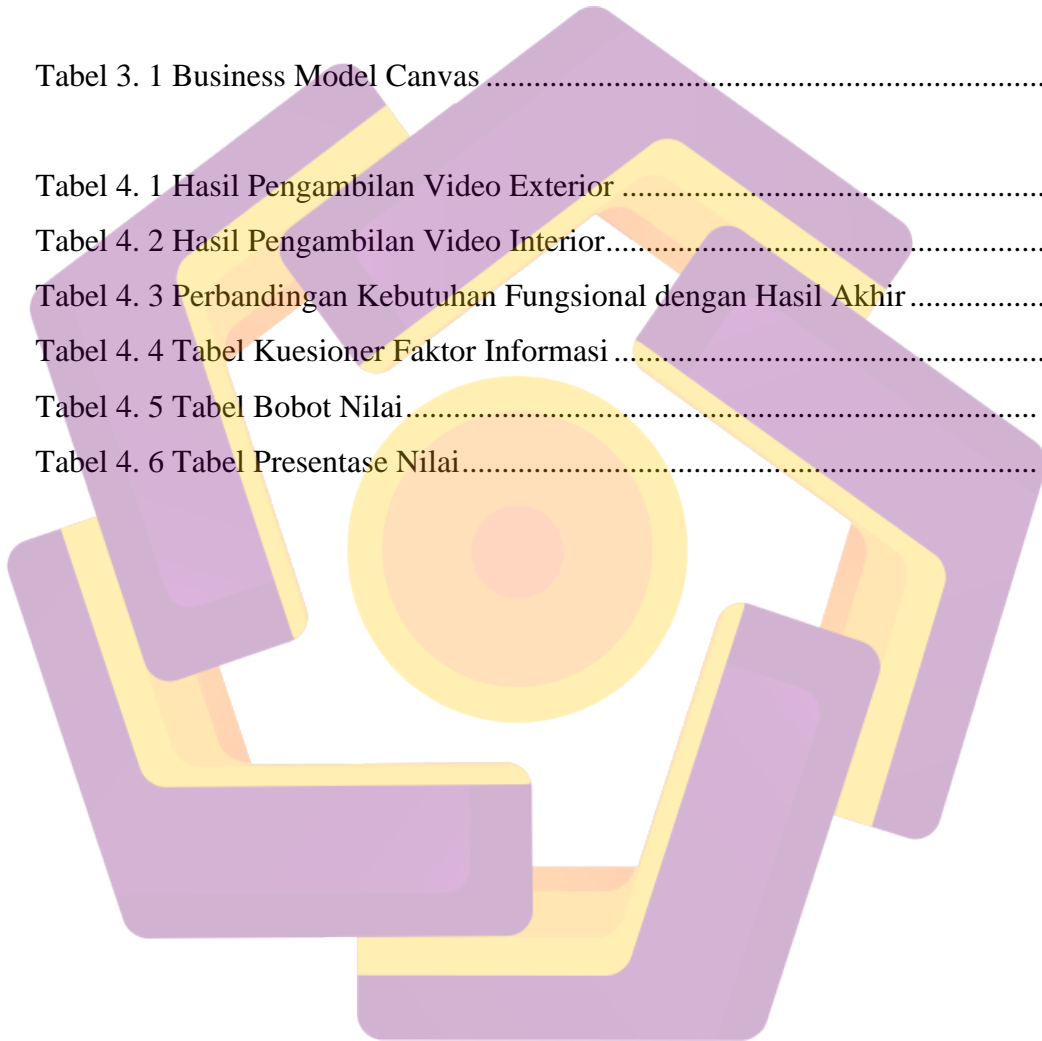 Tabel 3. 1 Business Model Canvas ......................................................................
Tabel 4. 1 Hasil Pengambilan Video Exterior .....................................................
Tabel 4. 2 Hasil Pengambilan Video Interior.......................................................
Tabel 4. 3 Perbandingan Kebutuhan Fungsional dengan Hasil Akhir .................
Tabel 4. 4 Tabel Kuesioner Faktor Informasi ......................................................
Tabel 4. 5 Tabel Bobot Nilai...............................................................................
Tabel 4. 6 Tabel Presentase Nilai........................................................................